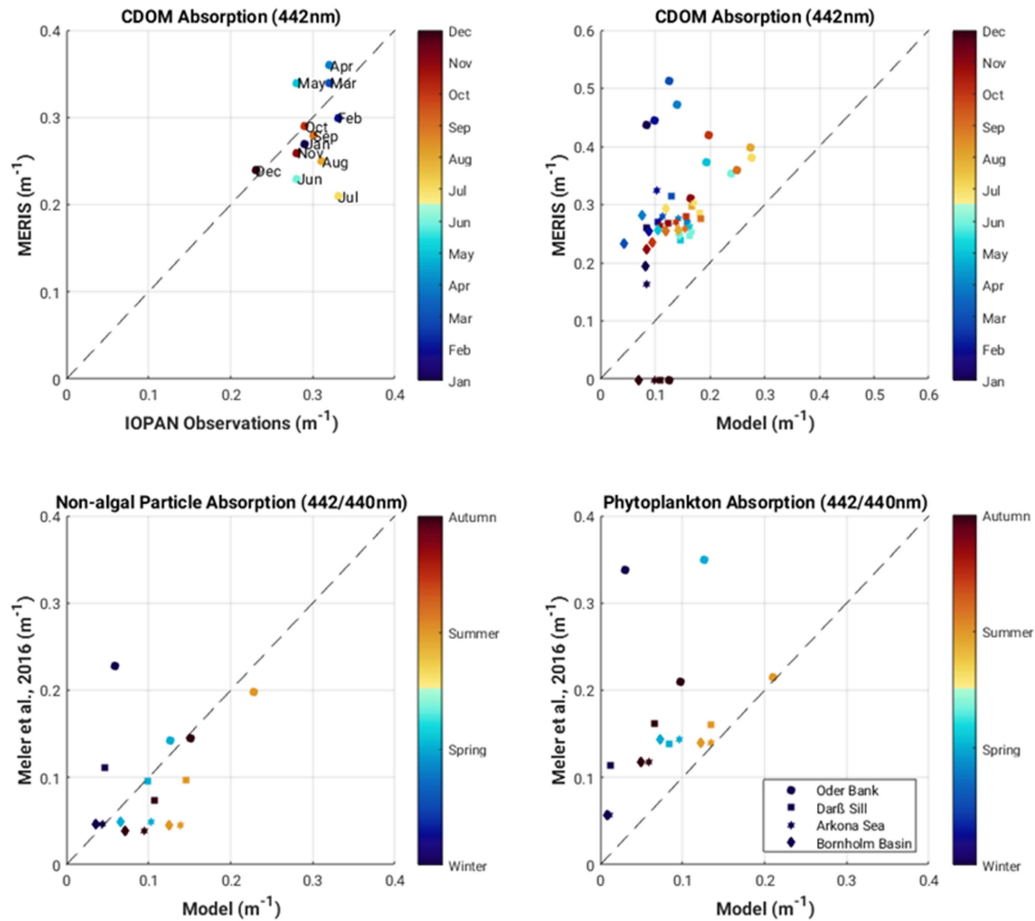 CDOM Absorption (442nm)
0.4
0.3
0.2
0.1
0
0
0.1
0.2
0.3
0.4
MERIS (m-1)
IOPAN Observations (m-1)
Apr
May
Mar
Feb
Oct
Sep
Jan
Nov
Aug
Dec
Jun
Jul
Dec
Nov
Oct
Sep
Aug
Jul
Jun
May
Apr
Mar
Feb
Jan
CDOM Absorption (442nm)
0.6
0.5
0.4
0.3
0.2
0.1
0
0
0.1
0.2
0.3
0.4
0.5
0.6
MERIS (m-1)
Model (m-1)
Dec
Nov
Oct
Sep
Aug
Jul
Jun
May
Apr
Mar
Feb
Jan
Non-algal Particle Absorption (442/440nm)
0.4
0.3
0.2
0.1
0
0
0.1
0.2
0.3
0.4
Meler et al., 2016 (m-1)
Model (m-1)
Autumn
Summer
Spring
Winter
Phytoplankton Absorption (442/440nm)
0.4
0.3
0.2
0.1
0
0
0.1
0.2
0.3
0.4
Meler et al., 2016 (m-1)
Model (m-1)
Oder Bank
Darß Sill
Arkona Sea
Bornholm Basin
Autumn
Summer
Spring
Winter